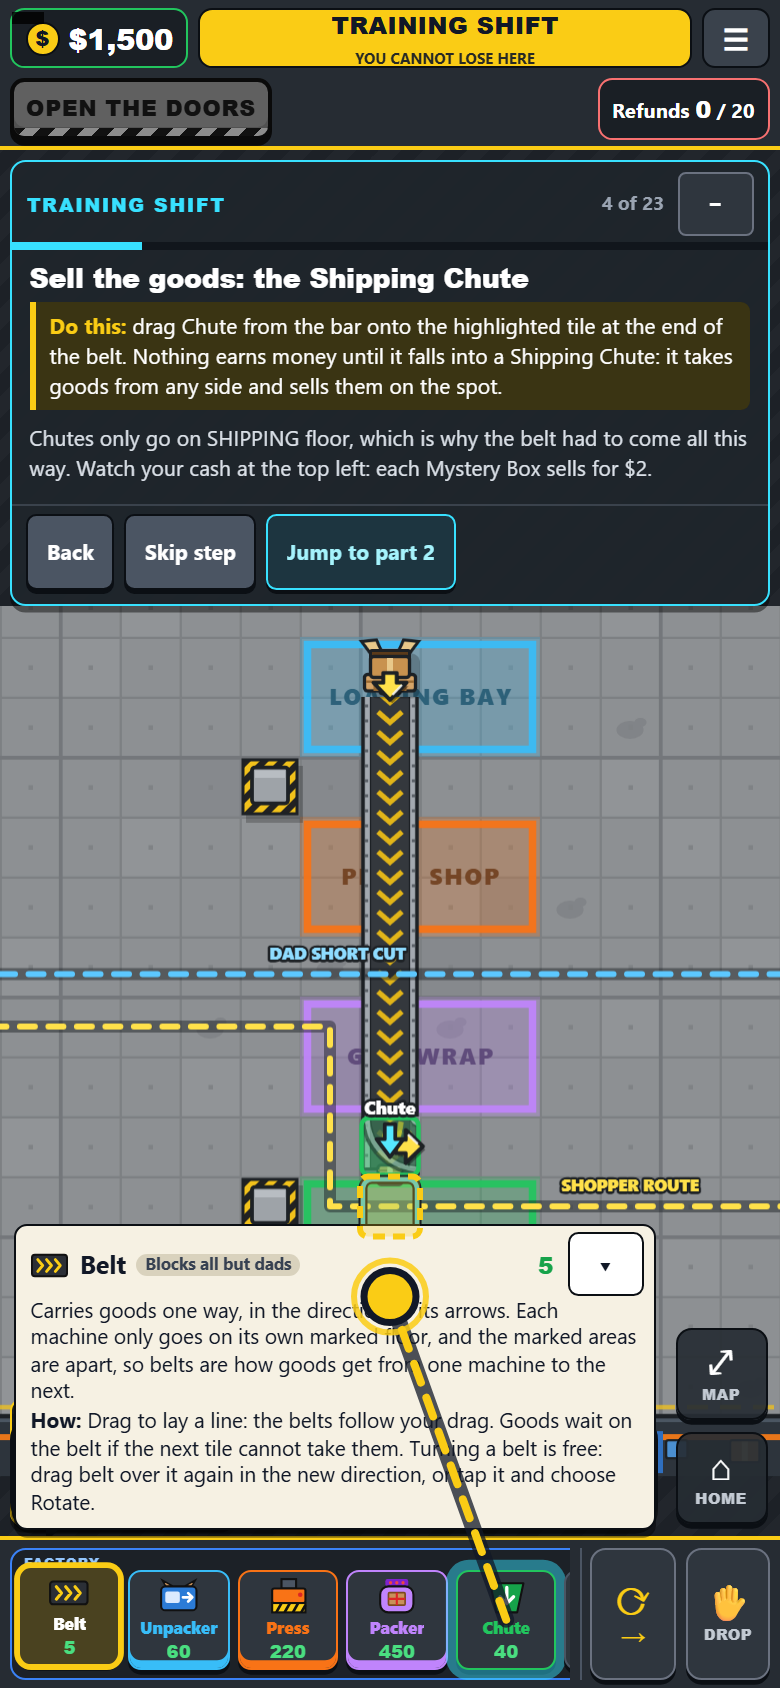 $1,500
TRAINING SHIFT
YOU CANNOT LOSE HERE
OPEN THE DOORS
Refunds 0 / 20
TRAINING SHIFT
4 of 23
Sell the goods: the Shipping Chute
Do this: drag Chute from the bar onto the highlighted tile at the end of
the belt. Nothing earns money until it falls into a Shipping Chute: it takes
goods from any side and sells them on the spot.
Chutes only go on SHIPPING floor, which is why the belt had to come all this
way. Watch your cash at the top left: each Mystery Box sells for $2.
Back
Skip step
Jump to part 2
BAY
SHOP
DAD SHORT CUT
WRAP
Chute
SHOPPER ROUTE
Belt
Blocks all but dads
5
Carries goods one way, in the direction of its arrows. Each
machine only goes on its own marked floor, and the marked areas
are apart, so belts are how goods get from one machine to the
next.
How: Drag to lay a line: the belts follow your drag. Goods wait on
the belt if the next tile cannot take them. Turning a belt is free:
drag belt over it again in the new direction, or tap it and choose
Rotate.
MAP
HOME
FACTORY
Belt
5
Unpacker
60
Press
220
Packer
450
Chute
40
DROP